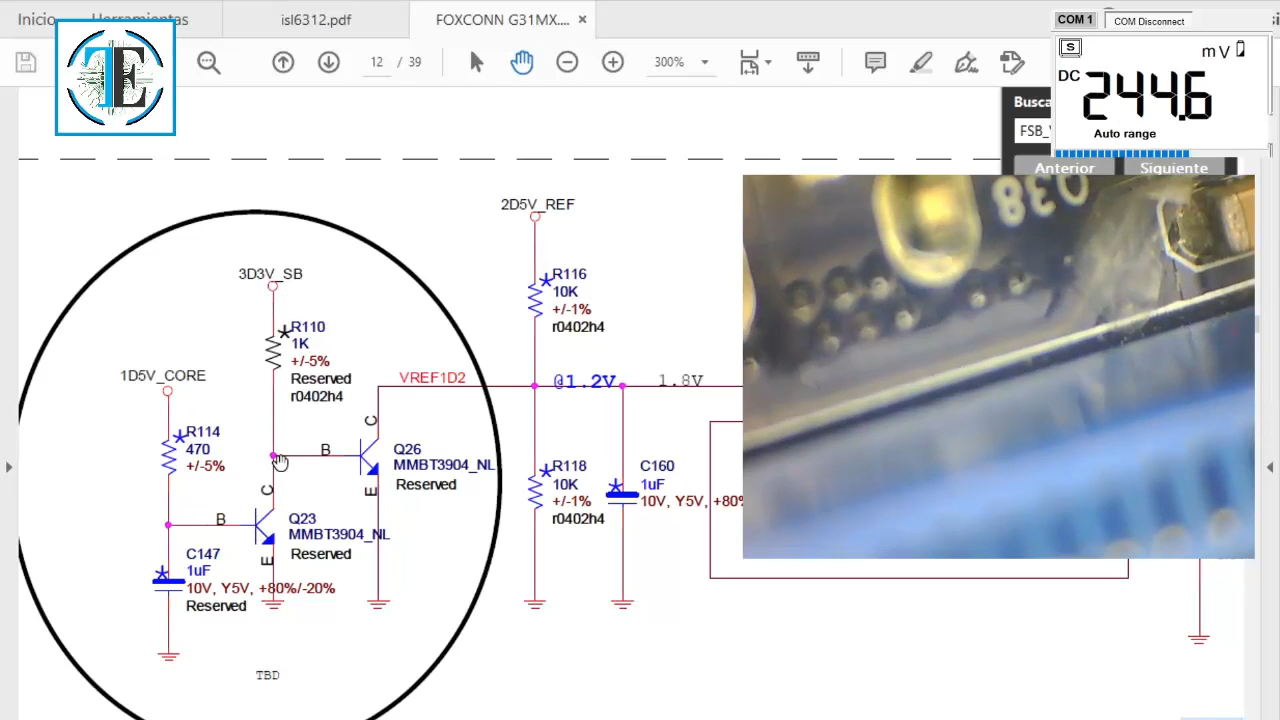 Inicio
Herramientas
isl6312.pdf
FOXCONN G31MX....
×
COM 1
COM Disconnect
TE
12 / 39
300%
S
mV
DC
244.6
Auto range
Busca
FSB_
Anterior
Siguiente
Q38
2D5V_REF
3D3V_SB
R116
10K
+/-1%
r0402h4
R110
1K
+/-5%
Reserved
r0402h4
1D5V_CORE
VREF1D2
@1.2V
1.8V
R114
470
+/-5%
C
B
Q26
MMBT3904_NL
Reserved
E
R118
10K
+/-1%
r0402h4
C160
1uF
10V, Y5V, +80%
C
B
Q23
MMBT3904_NL
Reserved
E
C147
1uF
10V, Y5V, +80%/-20%
Reserved
TBD